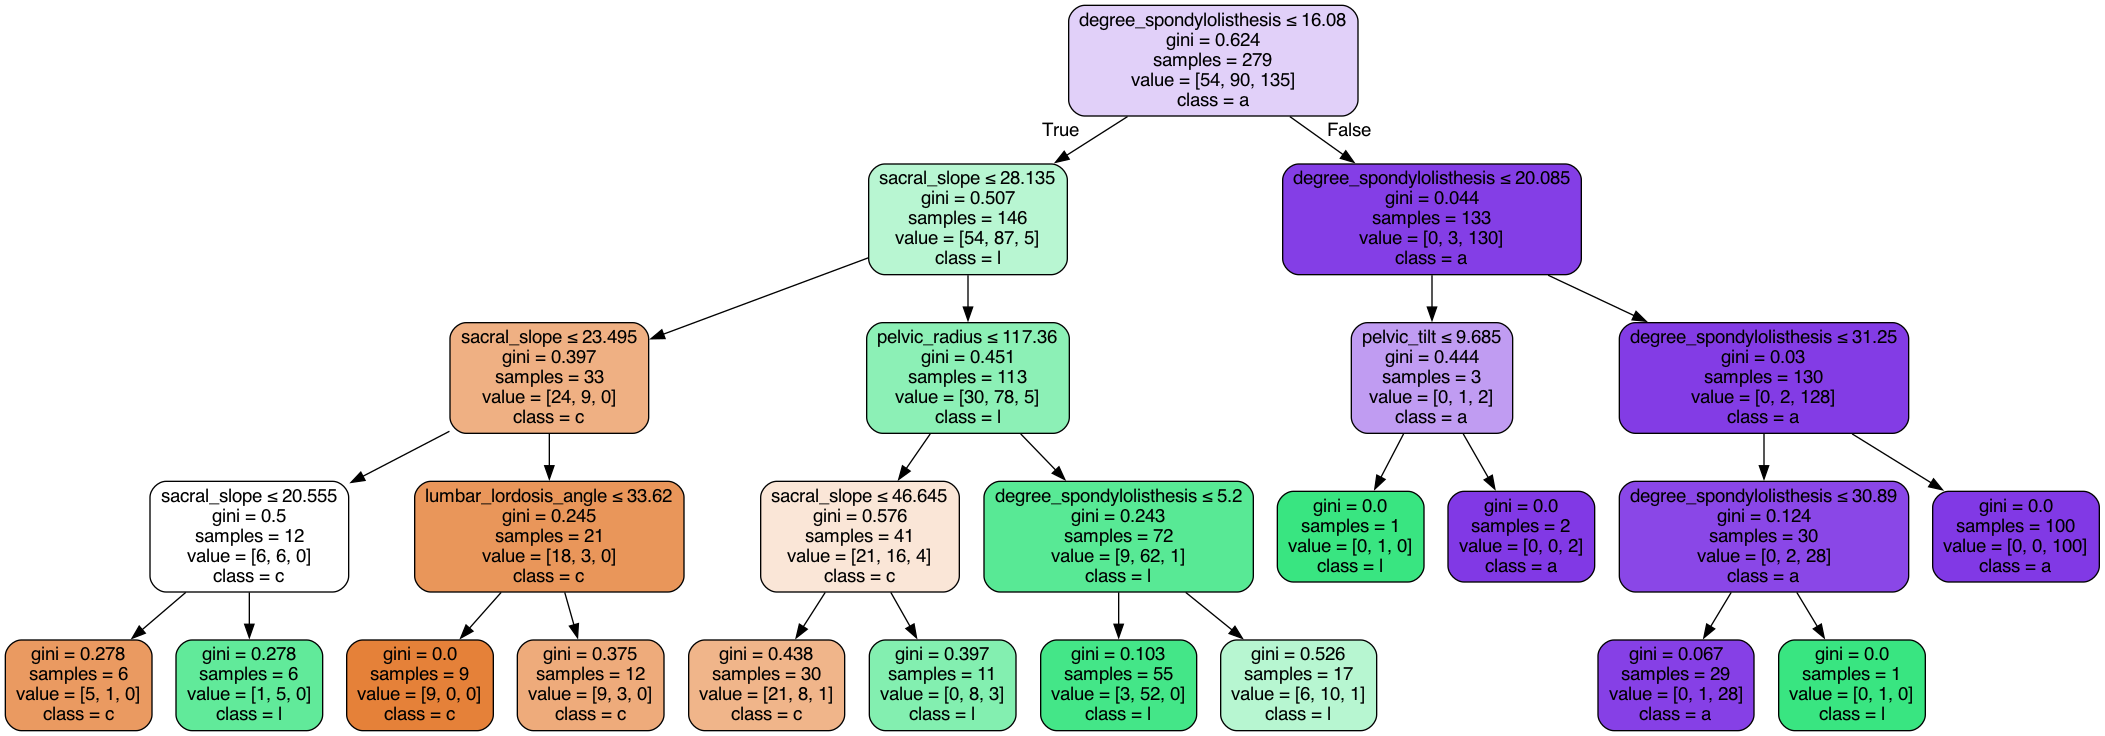 degree_spondylolisthesis ≤ 16.08
gini = 0.624
samples = 279
value = [54, 90, 135]
class = a
True
False
sacral_slope ≤ 28.135
gini = 0.507
samples = 146
value = [54, 87, 5]
class = l
degree_spondylolisthesis ≤ 20.085
gini = 0.044
samples = 133
value = [0, 3, 130]
class = a
sacral_slope ≤ 23.495
gini = 0.397
samples = 33
value = [24, 9, 0]
class = c
pelvic_radius ≤ 117.36
gini = 0.451
samples = 113
value = [30, 78, 5]
class = l
pelvic_tilt ≤ 9.685
gini = 0.444
samples = 3
value = [0, 1, 2]
class = a
degree_spondylolisthesis ≤ 31.25
gini = 0.03
samples = 130
value = [0, 2, 128]
class = a
sacral_slope ≤ 20.555
gini = 0.5
samples = 12
value = [6, 6, 0]
class = c
lumbar_lordosis_angle ≤ 33.62
gini = 0.245
samples = 21
value = [18, 3, 0]
class = c
sacral_slope ≤ 46.645
gini = 0.576
samples = 41
value = [21, 16, 4]
class = c
degree_spondylolisthesis ≤ 5.2
gini = 0.243
samples = 72
value = [9, 62, 1]
class = l
gini = 0.0
samples = 1
value = [0, 1, 0]
class = l
gini = 0.0
samples = 2
value = [0, 0, 2]
class = a
degree_spondylolisthesis ≤ 30.89
gini = 0.124
samples = 30
value = [0, 2, 28]
class = a
gini = 0.0
samples = 100
value = [0, 0, 100]
class = a
gini = 0.278
samples = 6
value = [5, 1, 0]
class = c
gini = 0.278
samples = 6
value = [1, 5, 0]
class = l
gini = 0.0
samples = 9
value = [9, 0, 0]
class = c
gini = 0.375
samples = 12
value = [9, 3, 0]
class = c
gini = 0.438
samples = 30
value = [21, 8, 1]
class = c
gini = 0.397
samples = 11
value = [0, 8, 3]
class = l
gini = 0.103
samples = 55
value = [3, 52, 0]
class = l
gini = 0.526
samples = 17
value = [6, 10, 1]
class = l
gini = 0.067
samples = 29
value = [0, 1, 28]
class = a
gini = 0.0
samples = 1
value = [0, 1, 0]
class = l